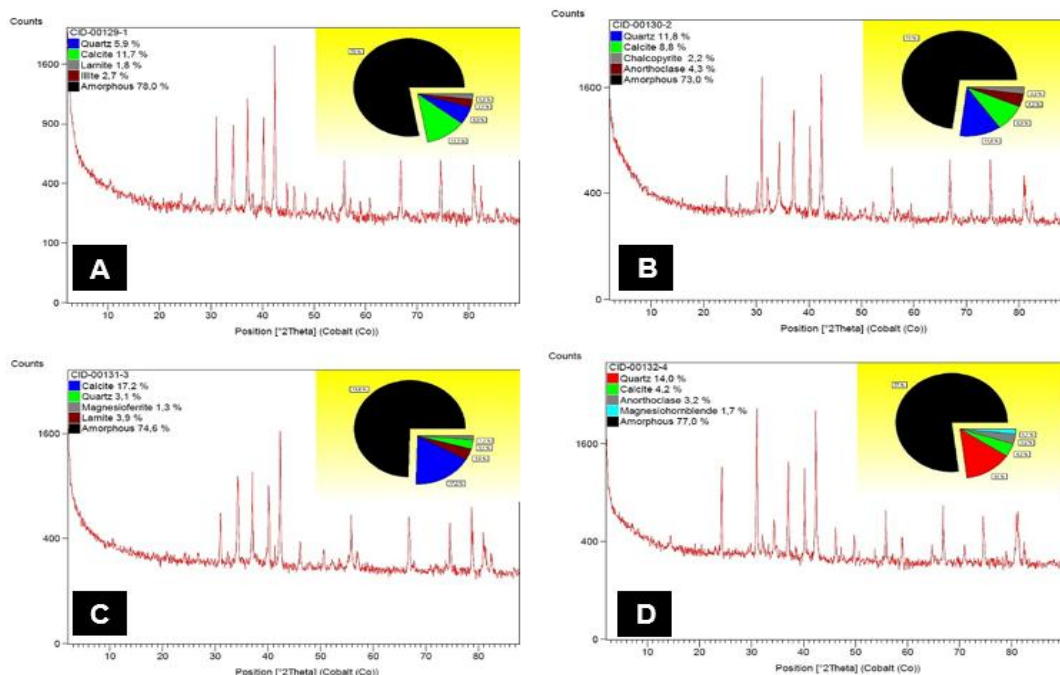 Counts
CID-00129-1
Quartz 5,9 %
Calcite 11,7 %
Larnite 1,8 %
Illite 2,7 %
Amorphous 78,0 %
1600
900
400
100
0
10 20 30 40 50 60 70 80
Position [°2Theta] (Cobalt (Co))
A
Counts
CID-00130-2
Quartz 11,8 %
Calcite 8,8 %
Chalcopyrite 2,2 %
Anorthoclase 4,3 %
Amorphous 73,0 %
1600
400
0
10 20 30 40 50 60 70 80
Position [°2Theta] (Cobalt (Co))
B
Counts
CID-00131-3
Calcite 17,2 %
Quartz 3,1 %
Magnesioferrite 1,3 %
Larnite 3,9 %
Amorphous 74,6 %
1600
400
0
10 20 30 40 50 60 70 80
Position [°2Theta] (Cobalt (Co))
C
Counts
CID-00132-4
Quartz 14,0 %
Calcite 4,2 %
Anorthoclase 3,2 %
Magnesiohornblende 1,7 %
Amorphous 77,0 %
1600
400
0
10 20 30 40 50 60 70 80
Position [°2Theta] (Cobalt (Co))
D